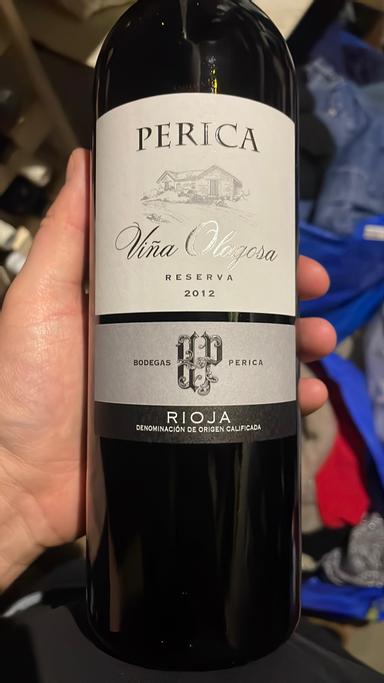 PERICA
Viña Olagosa
RESERVA
2012
BODEGAS PERICA
RIOJA
DENOMINACIÓN DE ORIGEN CALIFICADA